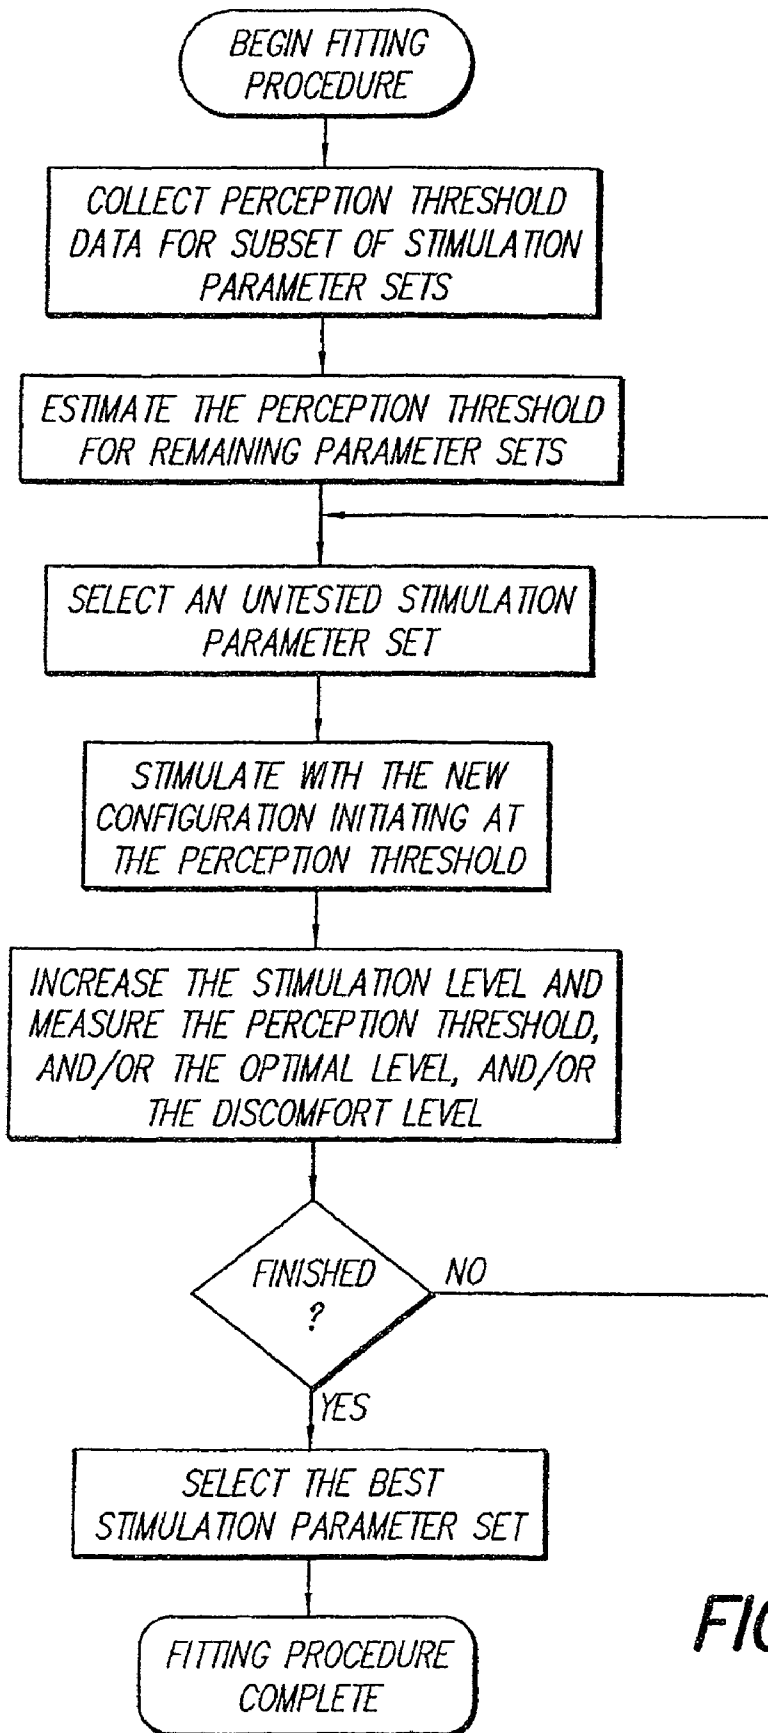 BEGIN FITTING
PROCEDURE
COLLECT PERCEPTION THRESHOLD
DATA FOR SUBSET OF STIMULATION
PARAMETER SETS
ESTIMATE THE PERCEPTION THRESHOLD
FOR REMAINING PARAMETER SETS
SELECT AN UNTESTED STIMULATION
PARAMETER SET
STIMULATE WITH THE NEW
CONFIGURATION INITIATING AT
THE PERCEPTION THRESHOLD
INCREASE THE STIMULATION LEVEL AND
MEASURE THE PERCEPTION THRESHOLD,
AND/OR THE OPTIMAL LEVEL, AND/OR
THE DISCOMFORT LEVEL
FINISHED
?
NO
YES
SELECT THE BEST
STIMULATION PARAMETER SET
FITTING PROCEDURE
COMPLETE